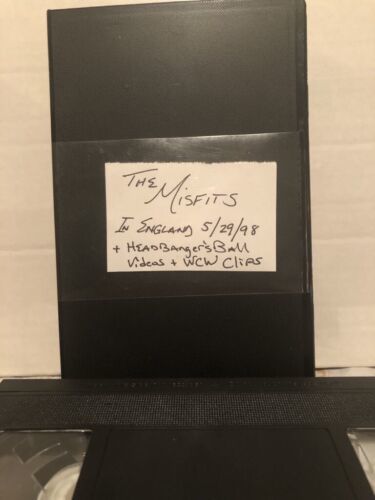 The Misfits
In England 5/29/98
+ HeadBanger's Ball
Videos + WCW Clips